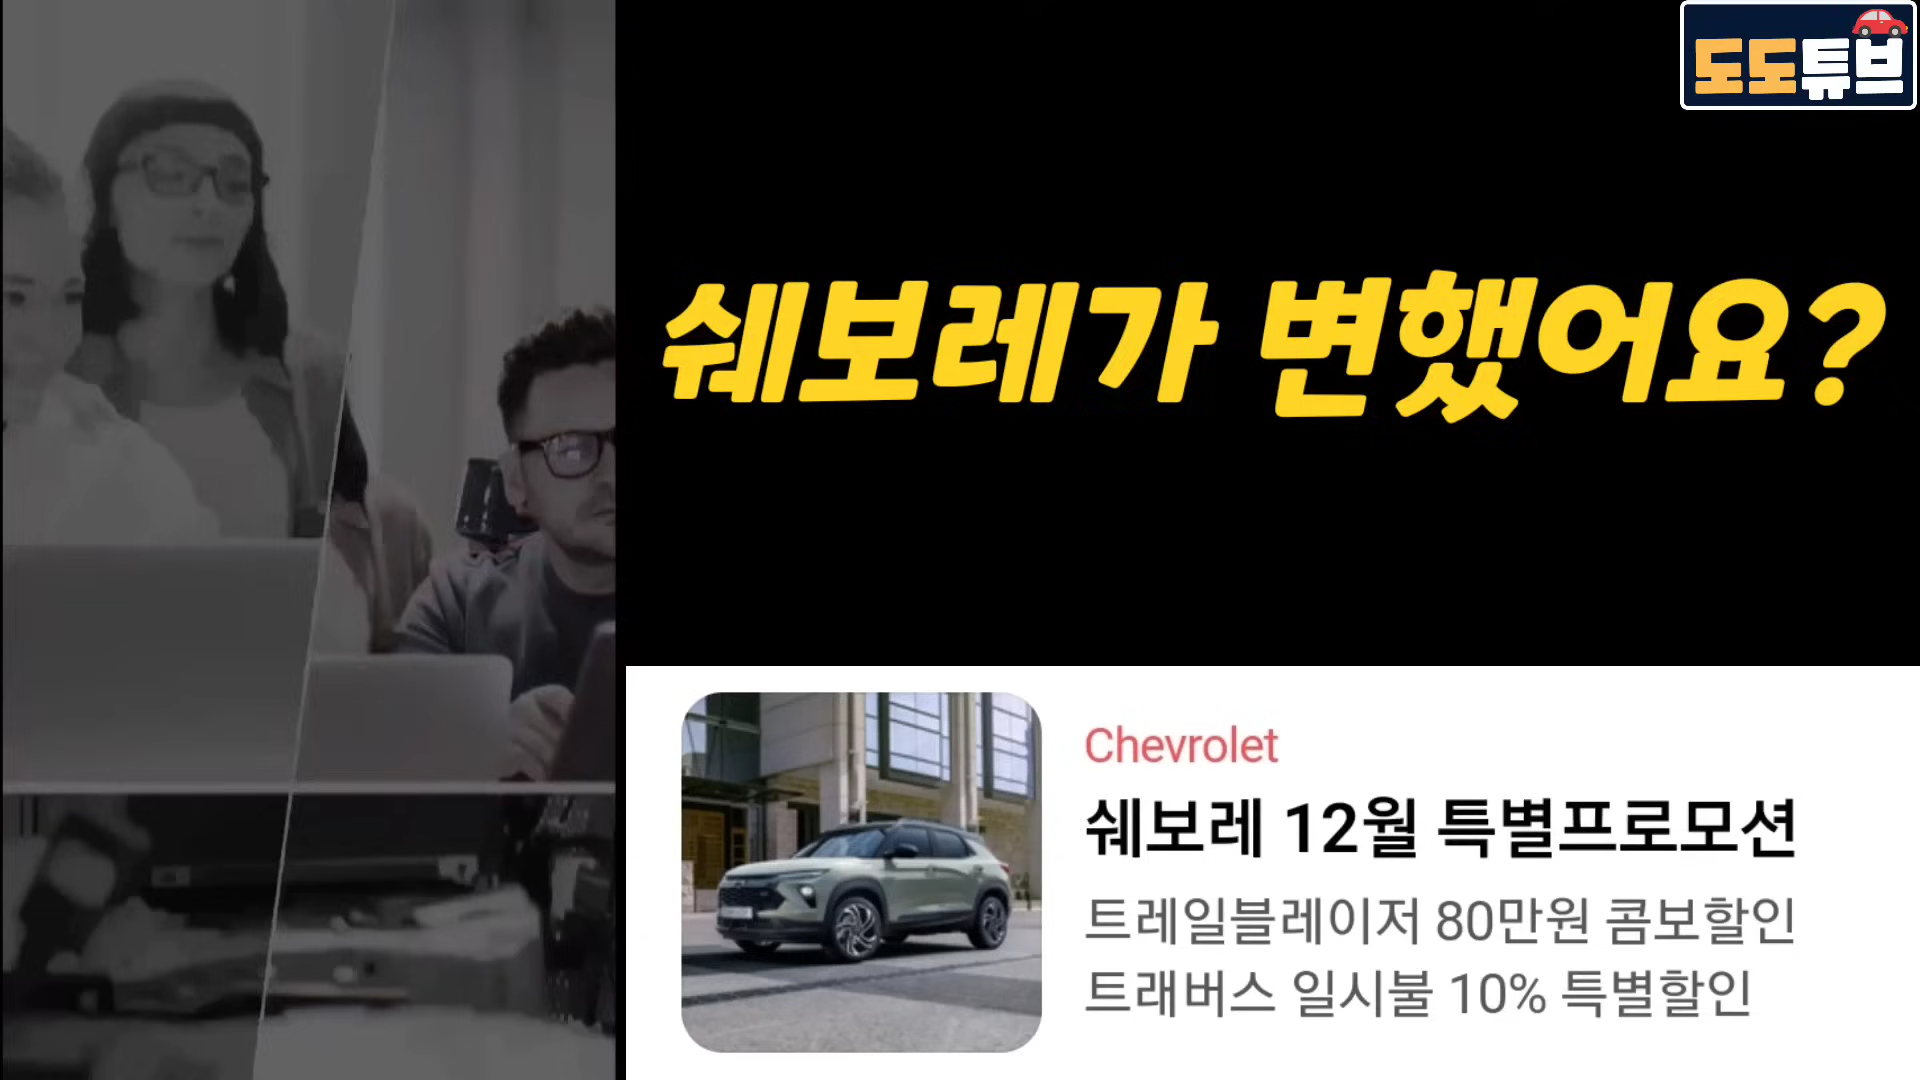 도도튜브
쉐보레가 변했어요?
Chevrolet
쉐보레 12월 특별프로모션
트레일블레이저 80만원 콤보할인
트래버스 일시불 10% 특별할인